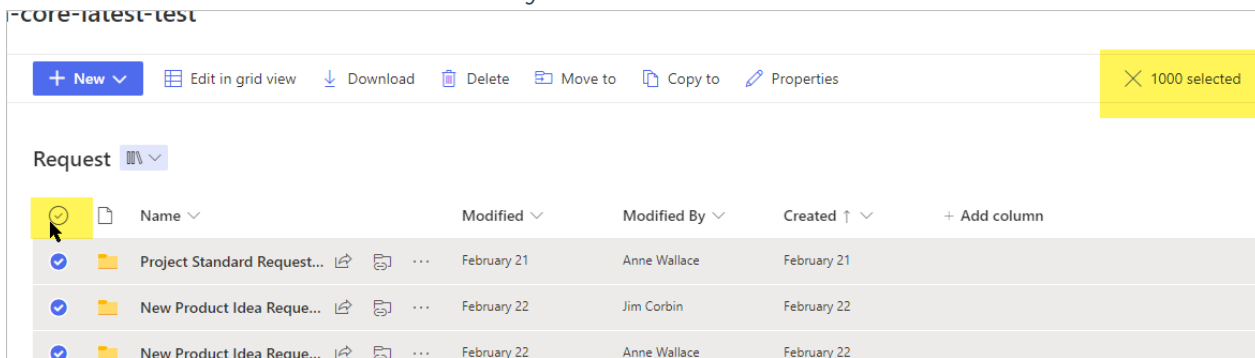 -core-latest-test
+ New Edit in grid view Download Delete Move to Copy to Properties 1000 selected
Request
Name Modified Modified By Created ↑ + Add column
Project Standard Request... ... February 21 Anne Wallace February 21
New Product Idea Reque... ... February 22 Jim Corbin February 22
New Product Idea Reque... ... February 22 Anne Wallace February 22